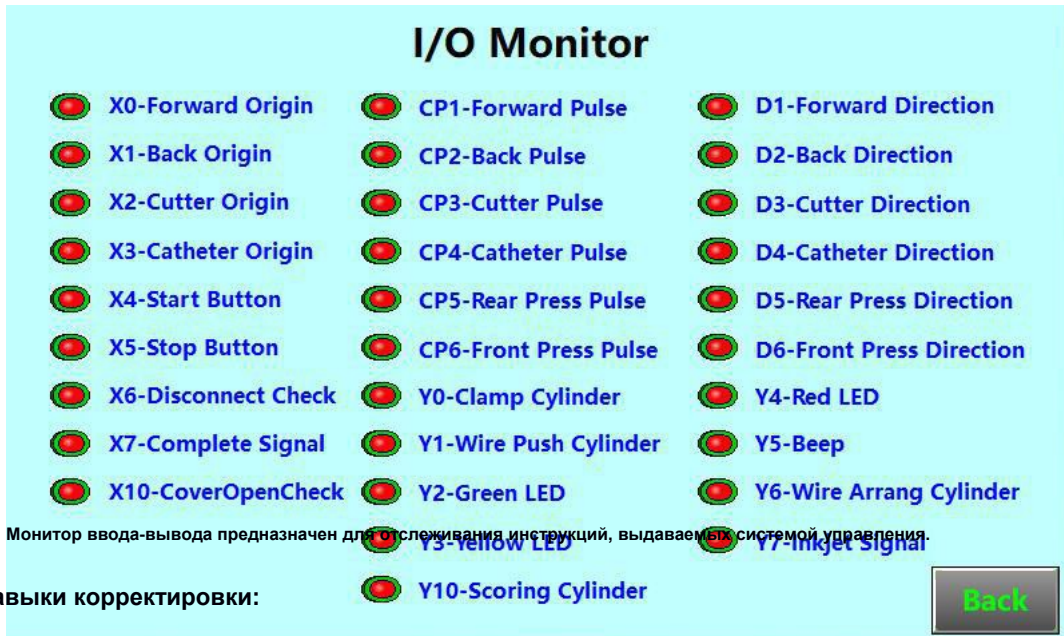 I/O Monitor
X0-Forward Origin
CP1-Forward Pulse
D1-Forward Direction
X1-Back Origin
CP2-Back Pulse
D2-Back Direction
X2-Cutter Origin
CP3-Cutter Pulse
D3-Cutter Direction
X3-Catheter Origin
CP4-Catheter Pulse
D4-Catheter Direction
X4-Start Button
CP5-Rear Press Pulse
D5-Rear Press Direction
X5-Stop Button
CP6-Front Press Pulse
D6-Front Press Direction
X6-Disconnect Check
Y0-Clamp Cylinder
Y4-Red LED
X7-Complete Signal
Y1-Wire Push Cylinder
Y5-Beep
X10-CoverOpenCheck
Y2-Green LED
Y6-Wire Arrang Cylinder
Монитор ввода-вывода предназначен для отслеживания инструкций, выдаваемых системой управления.
Y3-Yellow LED
Y7-Inkjet Signal
авыки корректировки:
Y10-Scoring Cylinder
Back